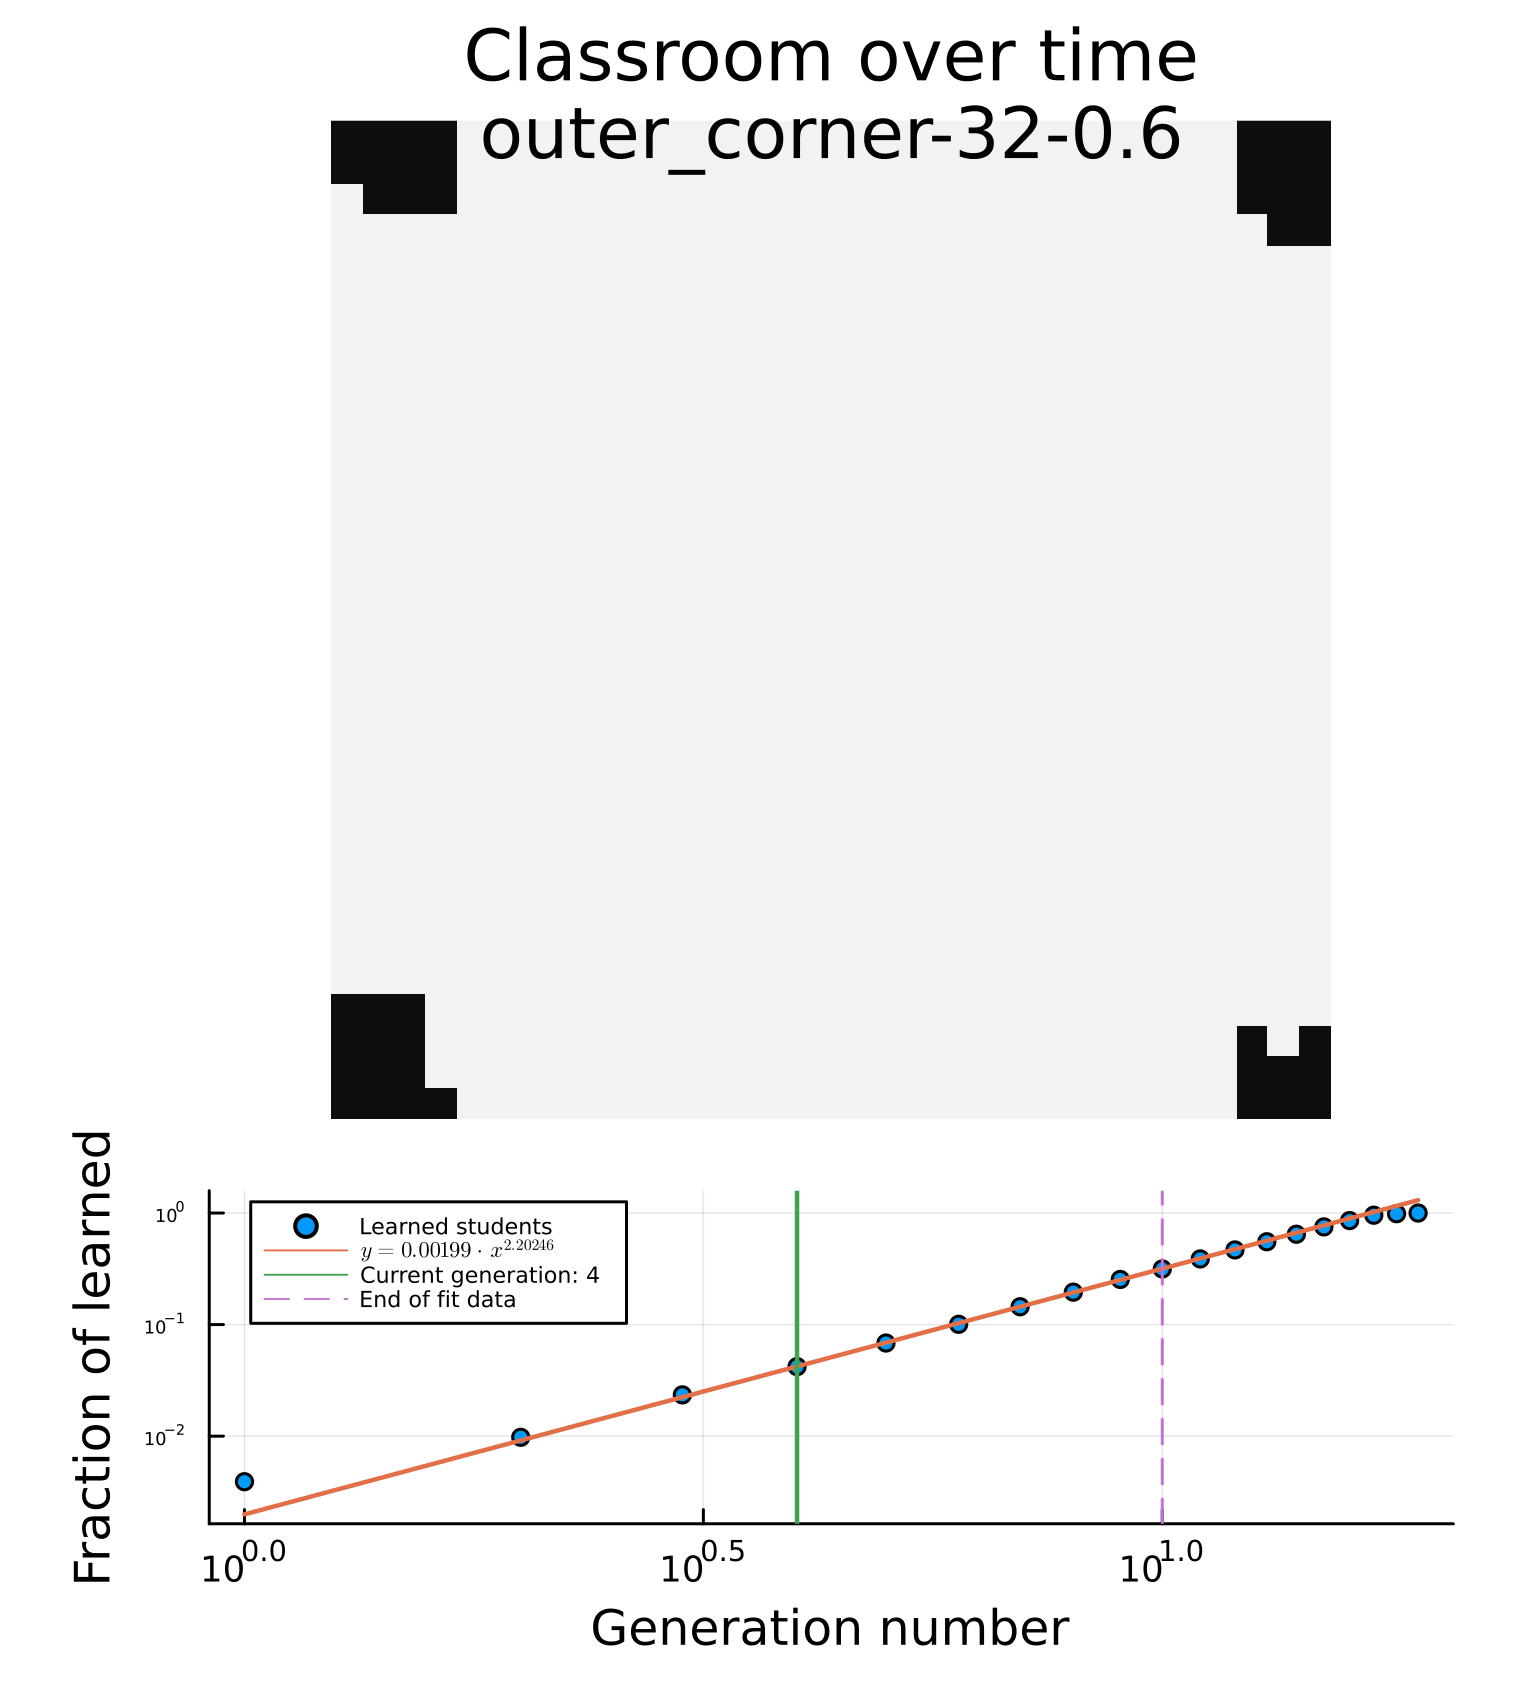 Classroom over time
outer_corner-32-0.6
Fraction of learned
10^0
10^−1
10^−2
Learned students
y = 0.00199 · x^2.20246
Current generation: 4
End of fit data
10^0.0
10^0.5
10^1.0
Generation number